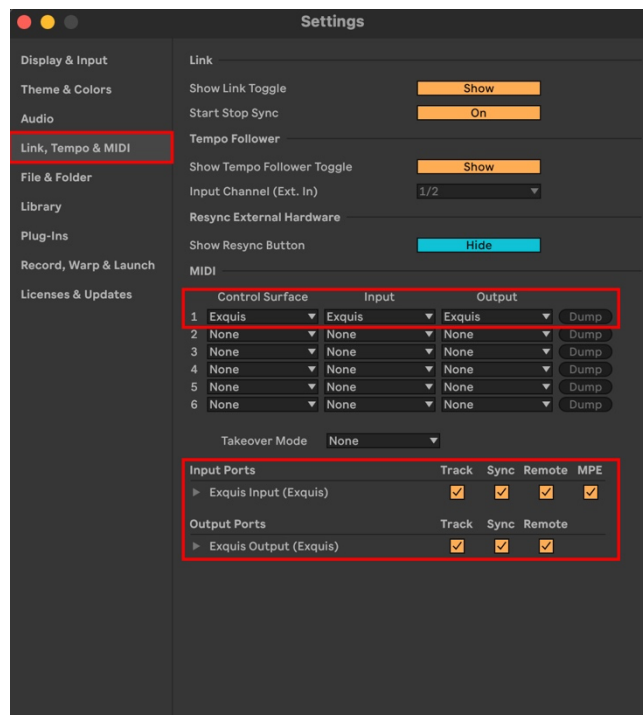 Settings
Display & Input
Theme & Colors
Audio
Link, Tempo & MIDI
File & Folder
Library
Plug-Ins
Record, Warp & Launch
Licenses & Updates
Link
Show Link Toggle Show
Start Stop Sync On
Tempo Follower
Show Tempo Follower Toggle Show
Input Channel (Ext. In) 1/2
Resync External Hardware
Show Resync Button Hide
MIDI
Control Surface Input Output
1 Exquis Exquis Exquis Dump
2 None None None Dump
3 None None None Dump
4 None None None Dump
5 None None None Dump
6 None None None Dump
Takeover Mode None
Input Ports Track Sync Remote MPE
Exquis Input (Exquis)
Output Ports Track Sync Remote
Exquis Output (Exquis)